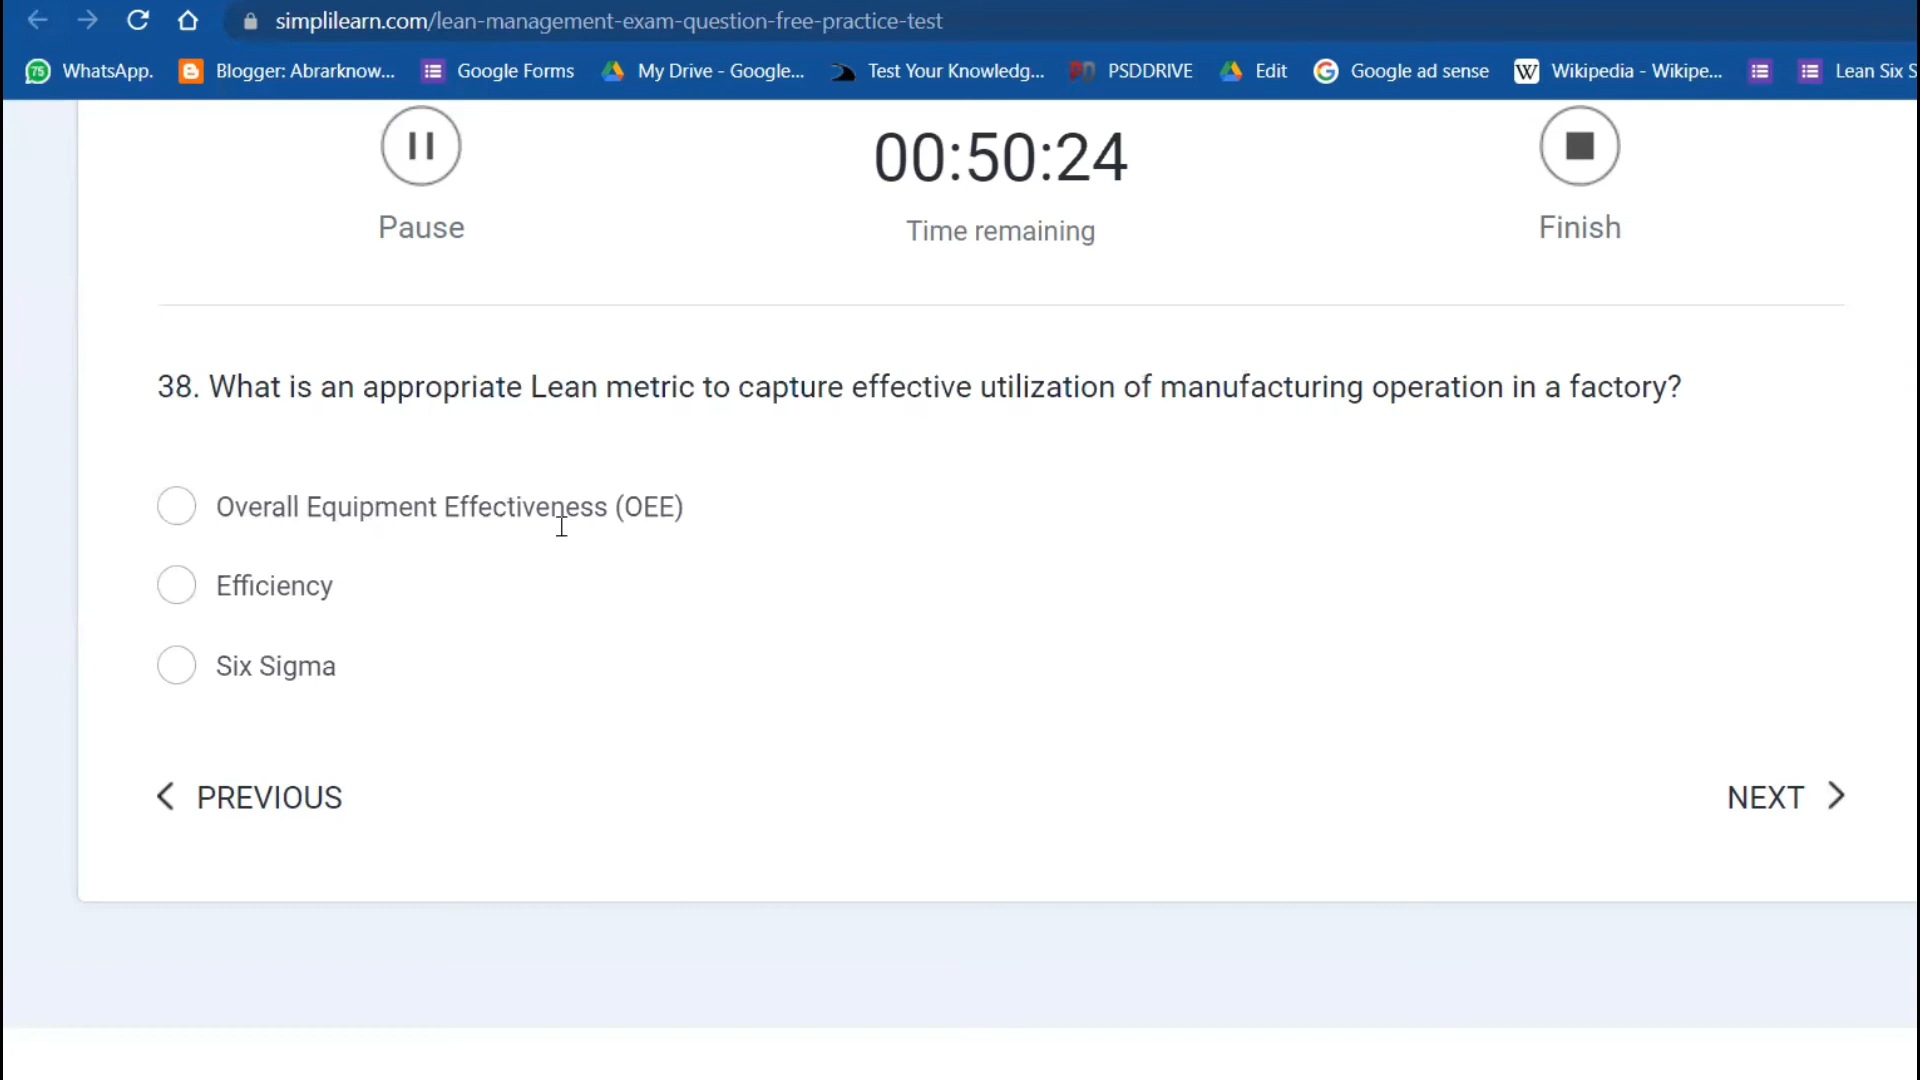 simplilearn.com/lean-management-exam-question-free-practice-test
75 WhatsApp. Blogger: Abrarknow... Google Forms My Drive - Google... Test Your Knowledg... PSDDRIVE Edit Google ad sense W Wikipedia - Wikipe... Lean Six S
Pause
00:50:24
Time remaining
Finish
38. What is an appropriate Lean metric to capture effective utilization of manufacturing operation in a factory?
Overall Equipment Effectiveness (OEE)
Efficiency
Six Sigma
PREVIOUS
NEXT